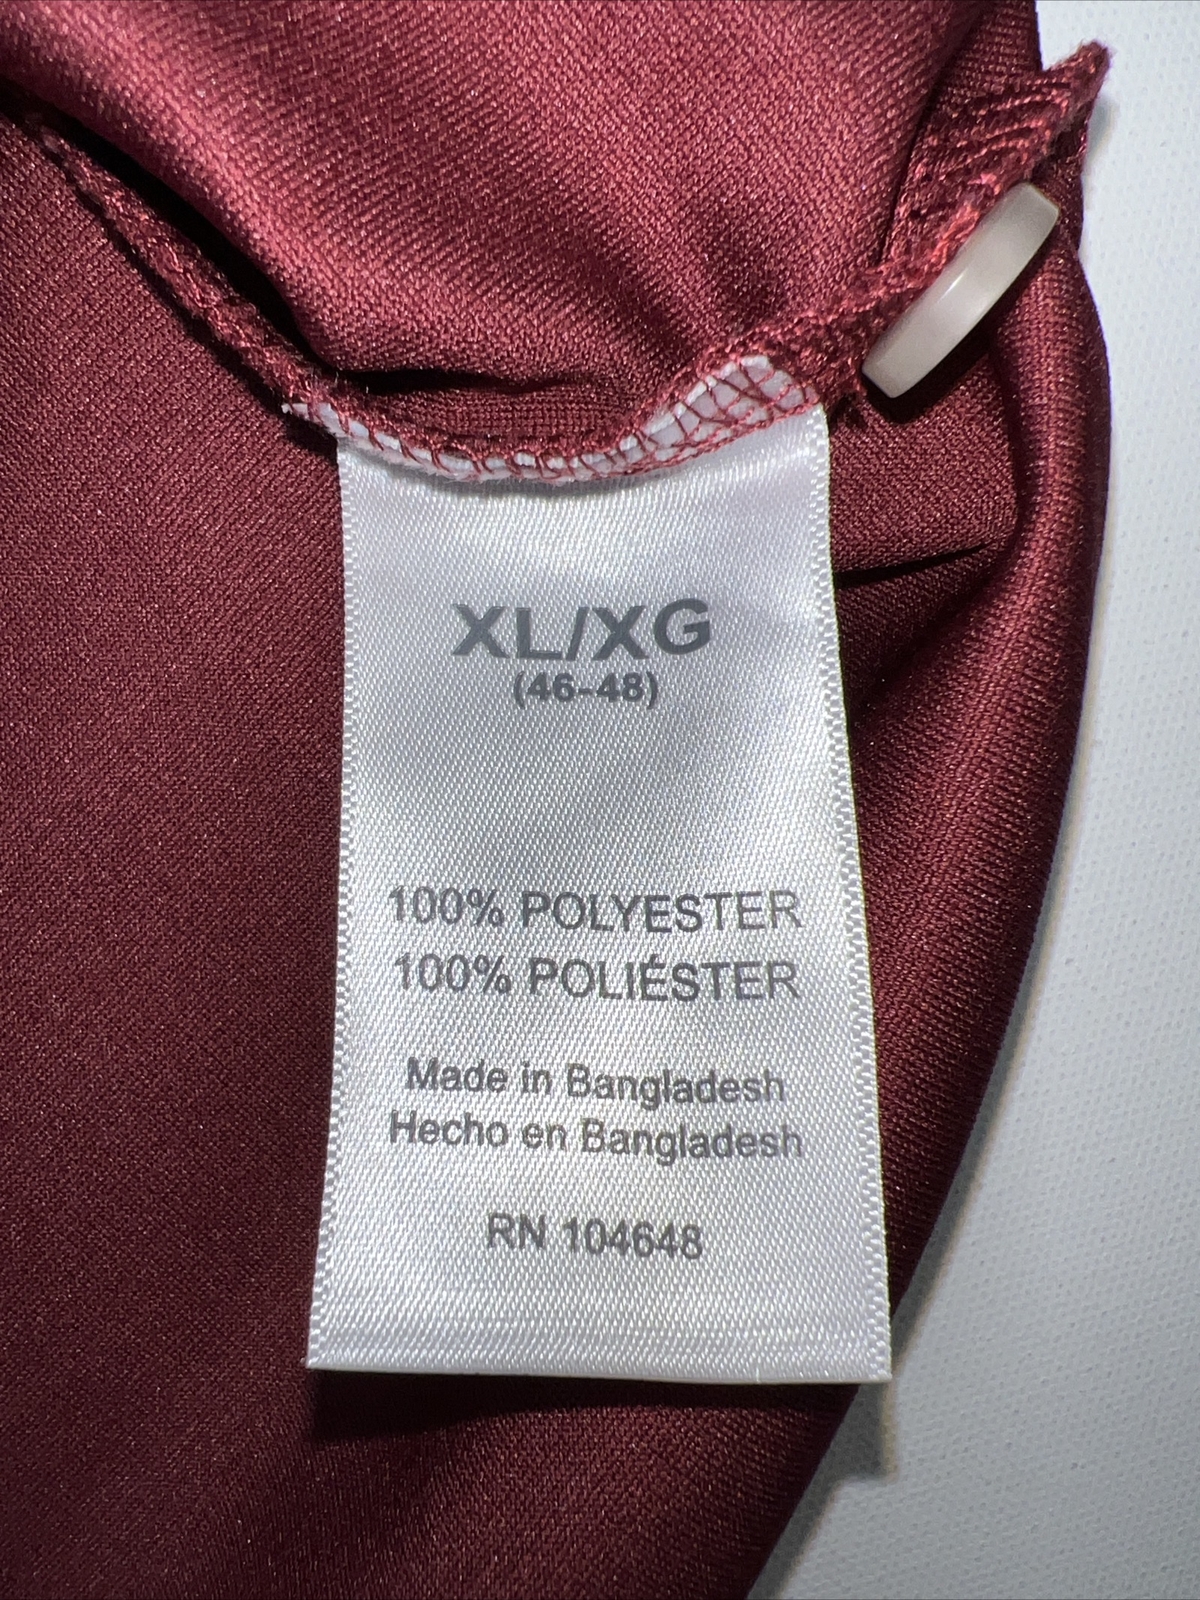 XL/XG
(46-48)
100% POLYESTER
100% POLIÉSTER
Made in Bangladesh
Hecho en Bangladesh
RN 104648